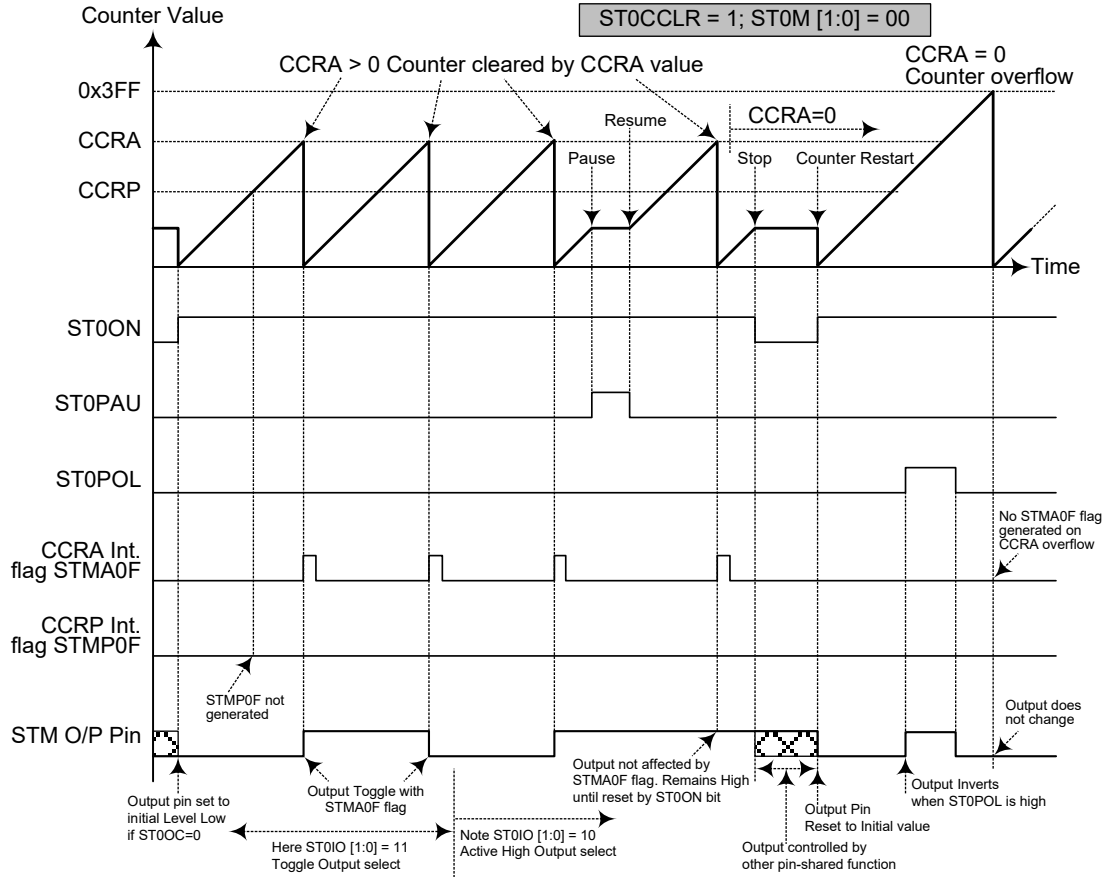 Counter Value
ST0CCLR = 1; ST0M [1:0] = 00
CCRA > 0 Counter cleared by CCRA value
CCRA = 0
Counter overflow
0x3FF
CCRA
CCRP
Resume
CCRA=0
Pause
Stop
Counter Restart
Time
ST0ON
ST0PAU
ST0POL
No STMA0F flag
generated on
CCRA overflow
CCRA Int.
flag STMA0F
CCRP Int.
flag STMP0F
STMP0F not
generated
Output does
not change
STM O/P Pin
Output pin set to
initial Level Low
if ST0OC=0
Output Toggle with
STMA0F flag
Output not affected by
STMA0F flag. Remains High
until reset by ST0ON bit
Output Inverts
when ST0POL is high
Output Pin
Reset to Initial value
Here ST0IO [1:0] = 11
Toggle Output select
Note ST0IO [1:0] = 10
Active High Output select
Output controlled by
other pin-shared function